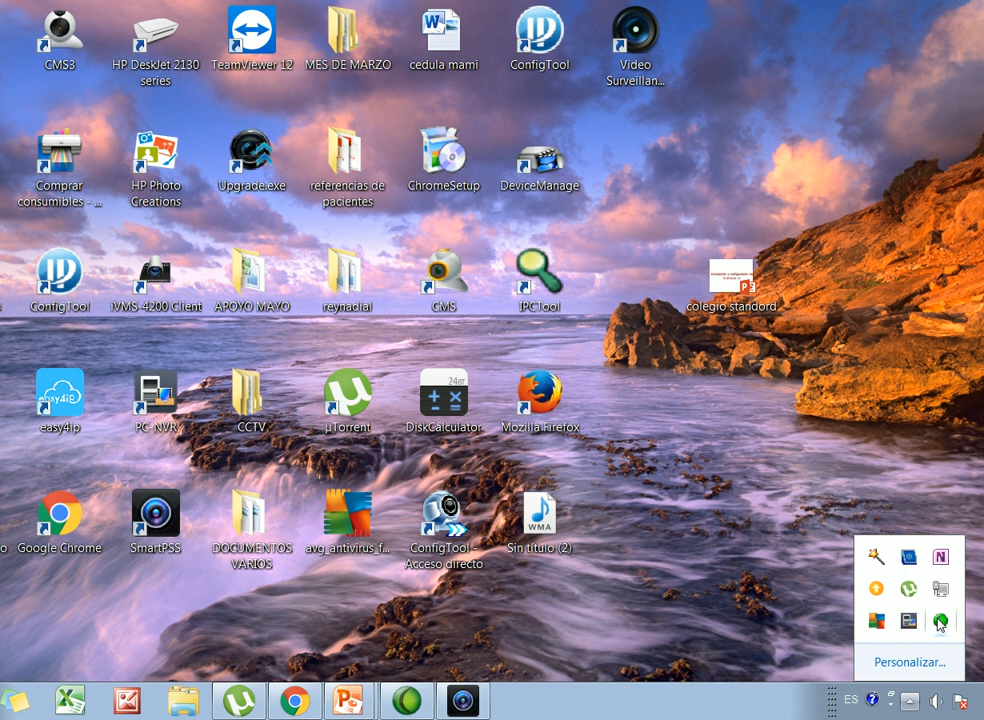 CMS3
HP DeskJet 2130
series
TeamViewer 12
MES DE MARZO
cedula mami
ConfigTool
Video
Surveillan...
Comprar
consumibles - ...
HP Photo
Creations
Upgrade.exe
referencias de
pacientes
ChromeSetup
DeviceManage
ConfigTool
iVMS-4200 Client
APOYO MAYO
reynadial
CMS
IPCTool
colegio standord
24BIT
easy4ip
easy4ip
PC-NVR
CCTV
µTorrent
DiskCalculator
Mozilla Firefox
WMA
o
Google Chrome
SmartPSS
DOCUMENTOS
VARIOS
avg_antivirus_f...
ConfigTool -
Acceso directo
Sin título (2)
Personalizar...
ES